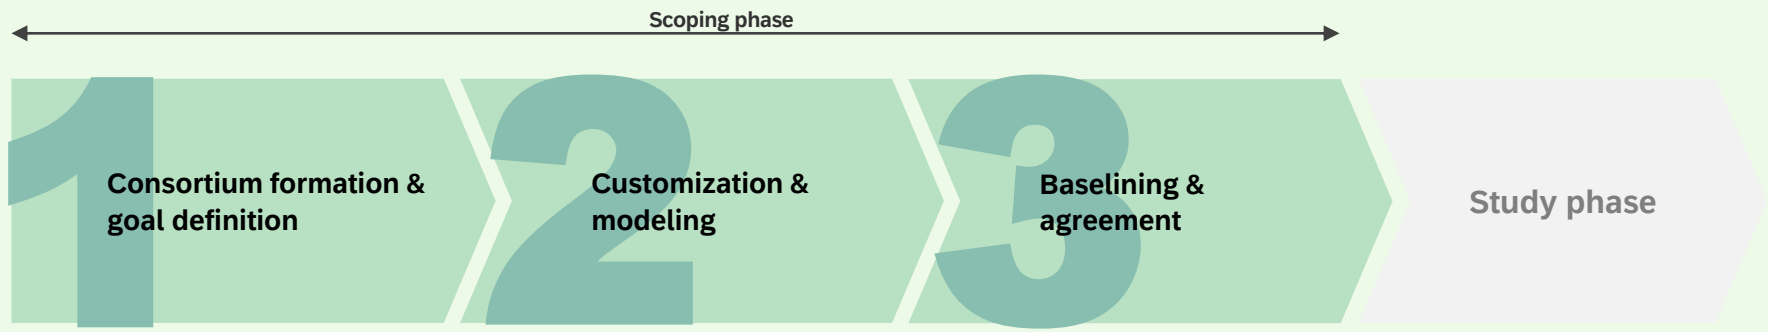 Scoping phase
1
Consortium formation &
goal definition
2
Customization &
modeling
3
Baselining &
agreement
Study phase